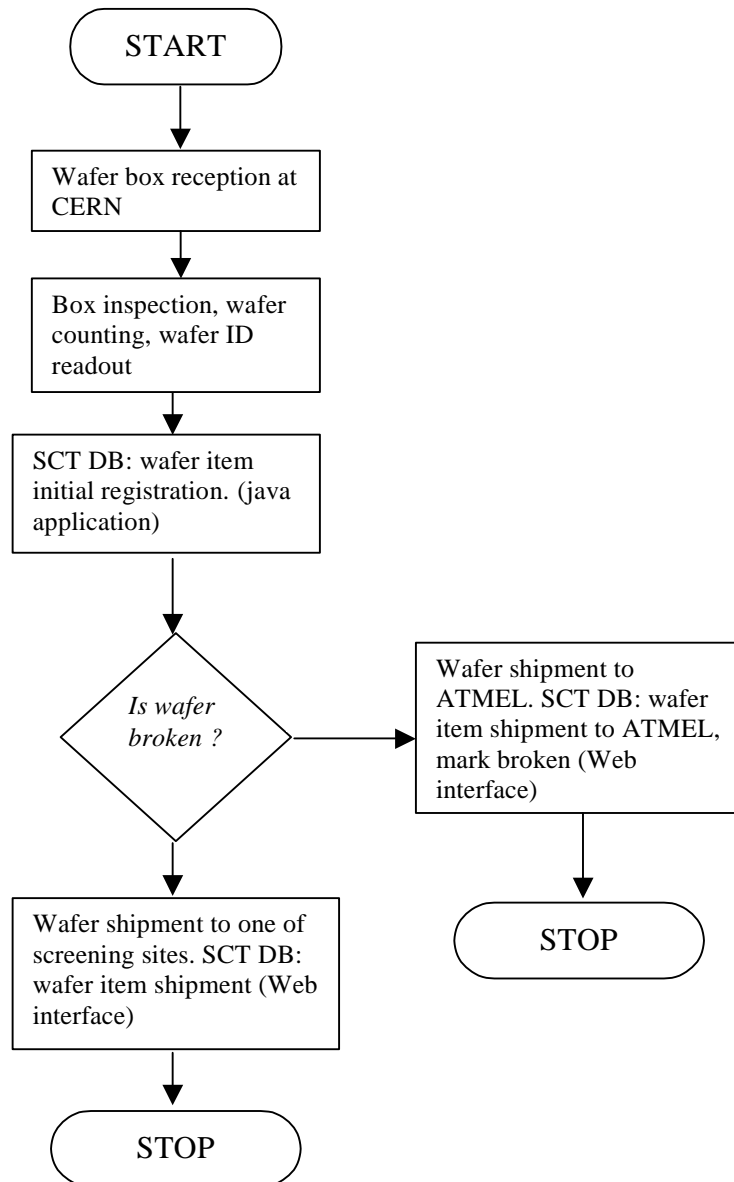 START
Wafer box reception at
CERN
Box inspection, wafer
counting, wafer ID
readout
SCT DB: wafer item
initial registration. (java
application)
Is wafer
broken ?
Wafer shipment to
ATMEL. SCT DB: wafer
item shipment to ATMEL,
mark broken (Web
interface)
STOP
Wafer shipment to one of
screening sites. SCT DB:
wafer item shipment (Web
interface)
STOP